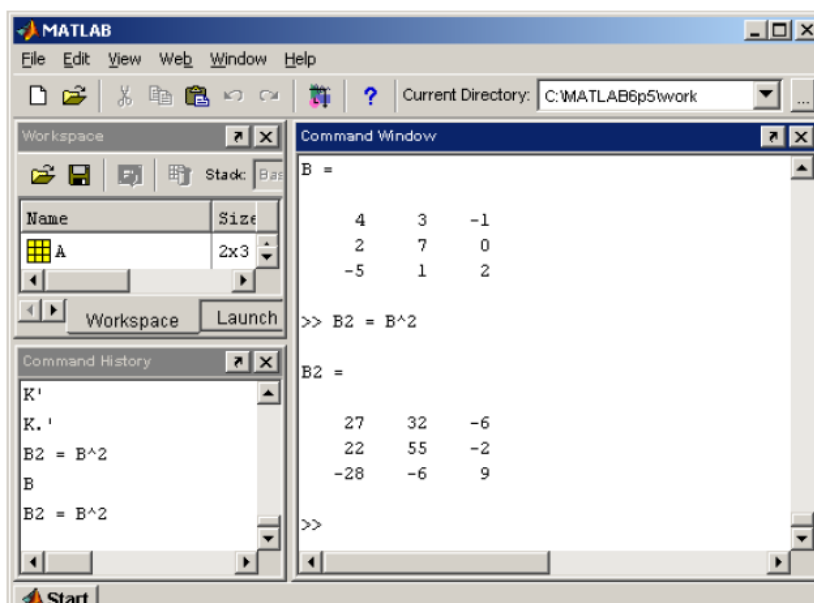 MATLAB
File Edit View Web Window Help
? Current Directory: C:\MATLAB6p5\work ...
Workspace
Stack: Bas
Name Size
A 2x3
Workspace Launch
Command History
K'
K.'
B2 = B^2
B
B2 = B^2
Command Window
B =
4 3 -1
2 7 0
-5 1 2
>> B2 = B^2
B2 =
27 32 -6
22 55 -2
-28 -6 9
>>
Start